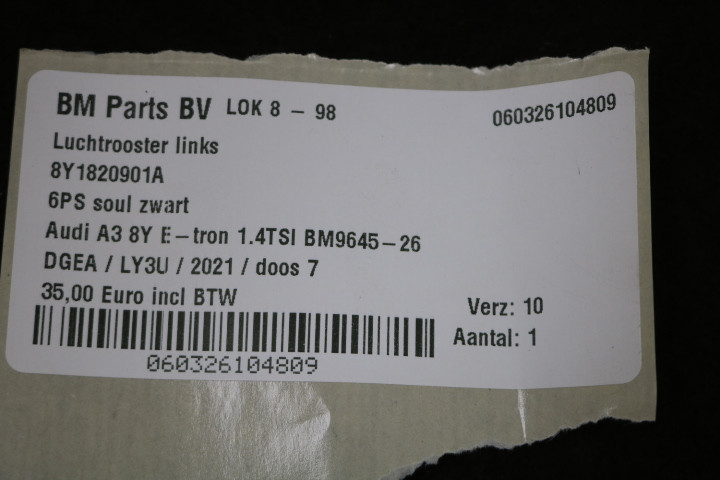 BM Parts BV LOK 8 - 98 060326104809
Luchtrooster links
8Y1820901A
6PS soul zwart
Audi A3 8Y E-tron 1.4TSI BM9645-26
DGEA / LY3U / 2021 / doos 7
35,00 Euro incl BTW Verz: 10
Aantal: 1
060326104809